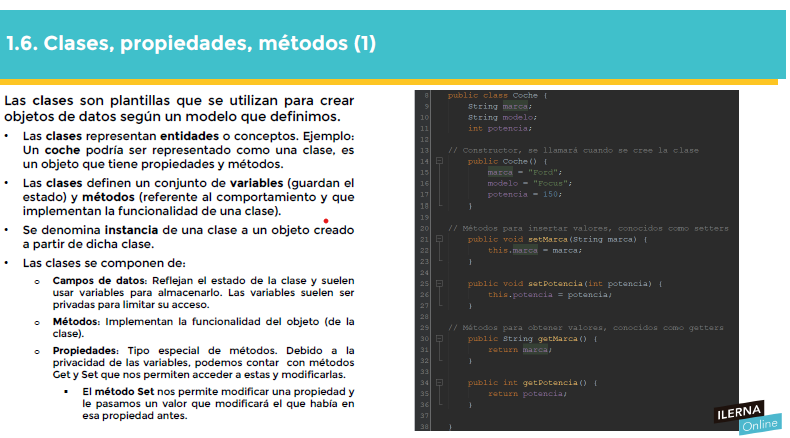 1.6. Clases, propiedades, métodos (1)
Las clases son plantillas que se utilizan para crear
objetos de datos según un modelo que definimos.
• Las clases representan entidades o conceptos. Ejemplo:
Un coche podría ser representado como una clase, es
un objeto que tiene propiedades y métodos.
• Las clases definen un conjunto de variables (guardan el
estado) y métodos (referente al comportamiento y que
implementan la funcionalidad de una clase).
• Se denomina instancia de una clase a un objeto creado
a partir de dicha clase.
• Las clases se componen de:
o Campos de datos: Reflejan el estado de la clase y suelen
usar variables para almacenarlo. Las variables suelen ser
privadas para limitar su acceso.
o Métodos: Implementan la funcionalidad del objeto (de la
clase).
o Propiedades: Tipo especial de métodos. Debido a la
privacidad de las variables, podemos contar con métodos
Get y Set que nos permiten acceder a estas y modificarlas.
▪ El método Set nos permite modificar una propiedad y
le pasamos un valor que modificará el que había en
esa propiedad antes.
8 public class Coche {
9 String marca;
10 String modelo;
11 int potencia;
12
13 // Constructor, se llamará cuando se cree la clase
14 public Coche() {
15 marca = "Ford";
16 modelo = "Focus";
17 potencia = 150;
18 }
19
20 // Métodos para insertar valores, conocidos como setters
21 public void setMarca(String marca) {
22 this.marca = marca;
23 }
24
25 public void setPotencia(int potencia) {
26 this.potencia = potencia;
27 }
28
29 // Métodos para obtener valores, conocidos como getters
30 public String getMarca() {
31 return marca;
32 }
33
34 public int getPotencia() {
35 return potencia;
36 }
37
38 }
ILERNA
Online